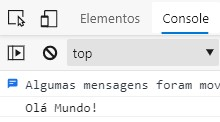 Elementos Console
top
Algumas mensagens foram mov
Olá Mundo!